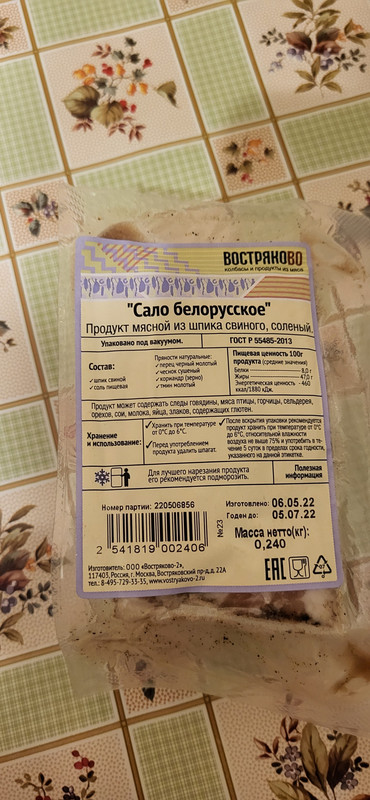 ВОСТРЯКОВО
колбасы и продукты из мяса
"Сало белорусское"
Продукт мясной из шпика свиного, соленый.
Упаковано под вакуумом.
ГОСТ Р 55485-2013
Состав:
✓шпик свиной
✓соль пищевая
Пряности натуральные:
✓перец черный молотый
✓чеснок сушеный
✓кориандр (зерно)
✓тмин молотый
Пищевая ценность 100г
продукта (средние значения)
Белки - 8,0 г
Жиры - 47,0 г
Энергетическая ценность - 460
ккал/1880 кДж.
Продукт может содержать следы говядины, мяса птицы, горчицы, сельдерея,
орехов, сои, молока, яйца, злаков, содержащих глютен.
Хранение
и использование:
✓Хранить при температуре
от 0°С до 6°С.
✓Перед употреблением
продукта удалить шпагат.
✓После вскрытия упаковки рекомендуется
продукт хранить при температуре от 0°С
до 6°С, относительной влажности
воздуха не выше 75% и употребить в те-
чение 5 суток в пределах срока годности,
указанного на данной этикетке.
Для лучшего нарезания продукта
его рекомендуется подморозить.
Полезная
информация
Номер партии: 220506856
2 541819 002406
№23
Изготовлено: 06.05.22
Годен до: 05.07.22
Масса нетто(кг):
0,240
Изготовитель: ООО «Востряково-2»,
117403, Россия, г. Москва, Востряковский пр-д, д. 22А
тел.: 8-495-729-33-35, www.vostryakovo-2.ru
ЕАС